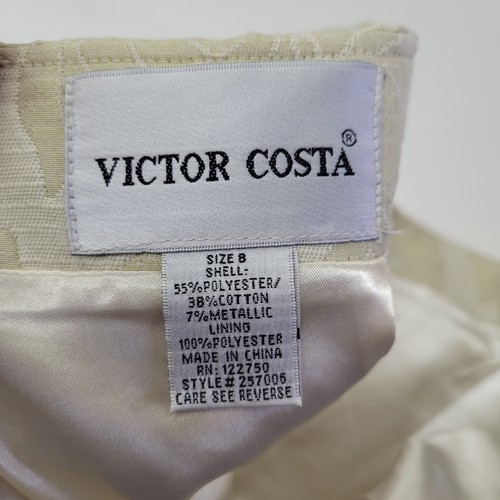 VICTOR COSTA®
SIZE 8
SHELL:
55%POLYESTER/
38%COTTON
7%METALLIC
LINING
100%POLYESTER
MADE IN CHINA
RN: 122750
STYLE# 257006
CARE SEE REVERSE